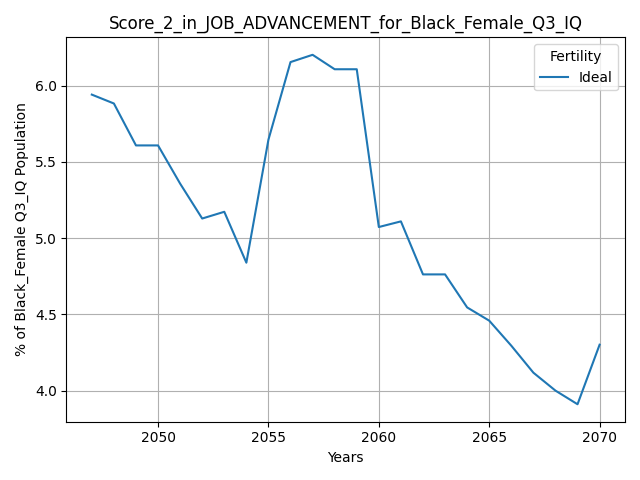 Score_2_in_JOB_ADVANCEMENT_for_Black_Female_Q3_IQ
Fertility
Ideal
% of Black_Female Q3_IQ Population
6.0
5.5
5.0
4.5
4.0
2050 2055 2060 2065 2070
Years